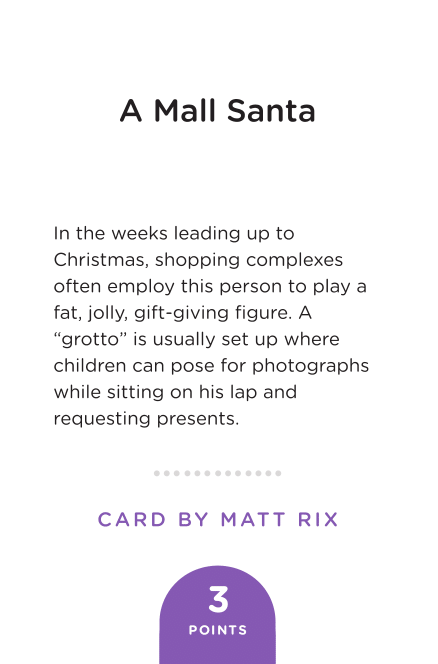 A Mall Santa
In the weeks leading up to
Christmas, shopping complexes
often employ this person to play a
fat, jolly, gift-giving figure. A
“grotto” is usually set up where
children can pose for photographs
while sitting on his lap and
requesting presents.
CARD BY MATT RIX
3
POINTS